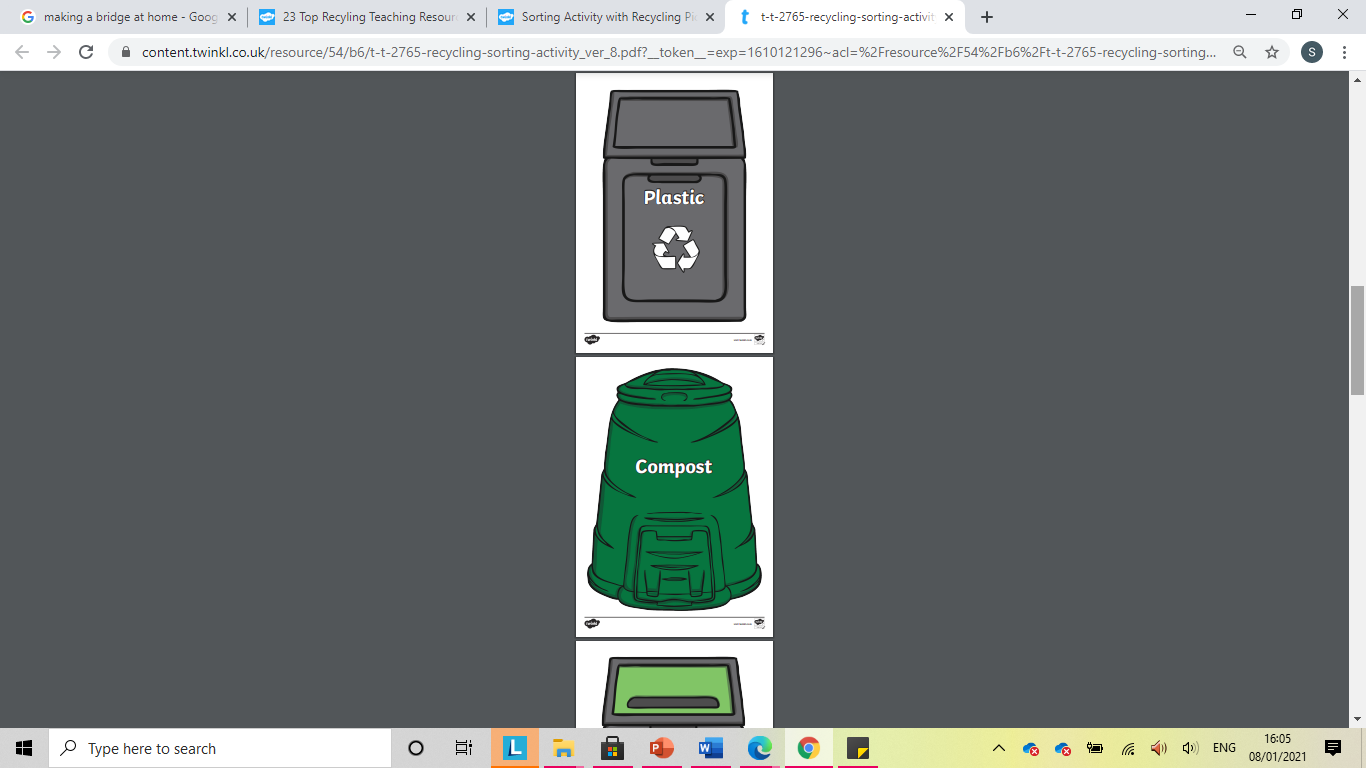 making a bridge at home - Goog
23 Top Recyling Teaching Resour
Sorting Activity with Recycling Pi
t-t-2765-recycling-sorting-activit
content.twinkl.co.uk/resource/54/b6/t-t-2765-recycling-sorting-activity_ver_8.pdf?__token__=exp=1610121296~acl=%2Fresource%2F54%2Fb6%2Ft-t-2765-recycling-sorting...
S
Plastic
twinkl
Compost
twinkl
Type here to search
ENG
16:05
08/01/2021